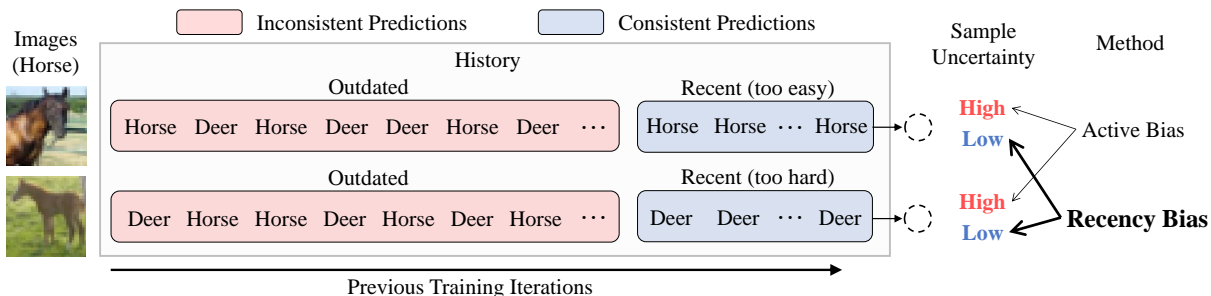 Inconsistent Predictions
Consistent Predictions
Images
(Horse)
Sample
Uncertainty
Method
History
Outdated
Recent (too easy)
Horse Deer Horse Deer Deer Horse Deer ···
Horse Horse ··· Horse
High
Low
Active Bias
Outdated
Recent (too hard)
Deer Horse Horse Deer Horse Deer Horse ···
Deer Deer ··· Deer
High
Low
Recency Bias
Previous Training Iterations